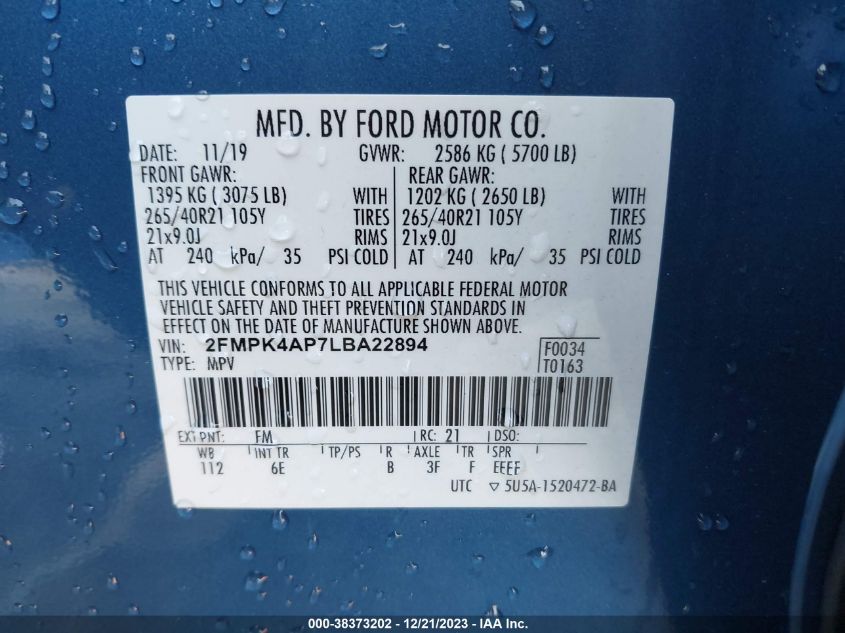 MFD. BY FORD MOTOR CO.
DATE: 11/19 GVWR: 2586 KG ( 5700 LB)
FRONT GAWR: REAR GAWR:
1395 KG ( 3075 LB) WITH 1202 KG ( 2650 LB) WITH
265/40R21 105Y TIRES 265/40R21 105Y TIRES
21x9.0J RIMS 21x9.0J RIMS
AT 240 kPa/ 35 PSI COLD AT 240 kPa/ 35 PSI COLD
THIS VEHICLE CONFORMS TO ALL APPLICABLE FEDERAL MOTOR
VEHICLE SAFETY AND THEFT PREVENTION STANDARDS IN
EFFECT ON THE DATE OF MANUFACTURE SHOWN ABOVE.
VIN: 2FMPK4AP7LBA22894 F0034
TYPE: MPV T0163
EXT PNT: FM RC: 21 DSO:
WB INT TR TP/PS R AXLE TR SPR
112 6E B 3F F EEEE
UTC ▽ 5U5A-1520472-BA
000-38373202 - 12/21/2023 - IAA Inc.